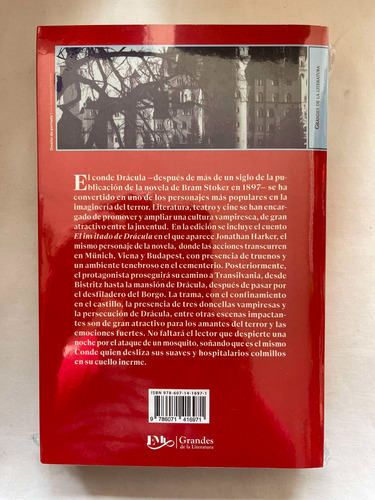 GRANDES DE LA LITERATURA
Diseño de portada
El conde Drácula –después de más de un siglo de la pu-
blicación de la novela de Bram Stoker en 1897– se ha
convertido en uno de los personajes más populares en la
imaginería del terror. Literatura, teatro y cine se han encar-
gado de promover y ampliar una cultura vampiresca, de gran
atractivo entre la juventud. En la edición se incluye el cuento
El invitado de Drácula en el que aparece Jonathan Harker, el
mismo personaje de la novela, donde las acciones transcurren
en Múnich, Viena y Budapest, con presencia de truenos y
un ambiente tenebroso en el cementerio. Posteriormente,
el protagonista proseguirá su camino a Transilvania, desde
Bistritz hasta la mansión de Drácula, después de pasar por
el desfiladero del Borgo. La trama, con el confinamiento
en el castillo, la presencia de tres doncellas vampiresas y
la persecución de Drácula, entre otras escenas impactan-
tes son de gran atractivo para los amantes del terror y las
emociones fuertes. No faltará el lector que despierte una
noche por el ataque de un mosquito, soñando que es el mismo
Conde quien desliza sus suaves y hospitalarios colmillos
en su cuello inerme.
ISBN 978-607-14-1697-1
9 786071 416971
EMU
Grandes
de la Literatura